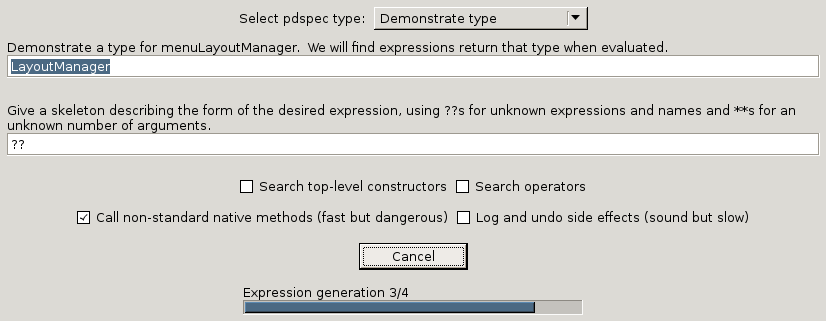 Select pdspec type: Demonstrate type
Demonstrate a type for menuLayoutManager. We will find expressions return that type when evaluated.
LayoutManager
Give a skeleton describing the form of the desired expression, using ??s for unknown expressions and names and **s for an
unknown number of arguments.
??
Search top-level constructors Search operators
Call non-standard native methods (fast but dangerous) Log and undo side effects (sound but slow)
Cancel
Expression generation 3/4